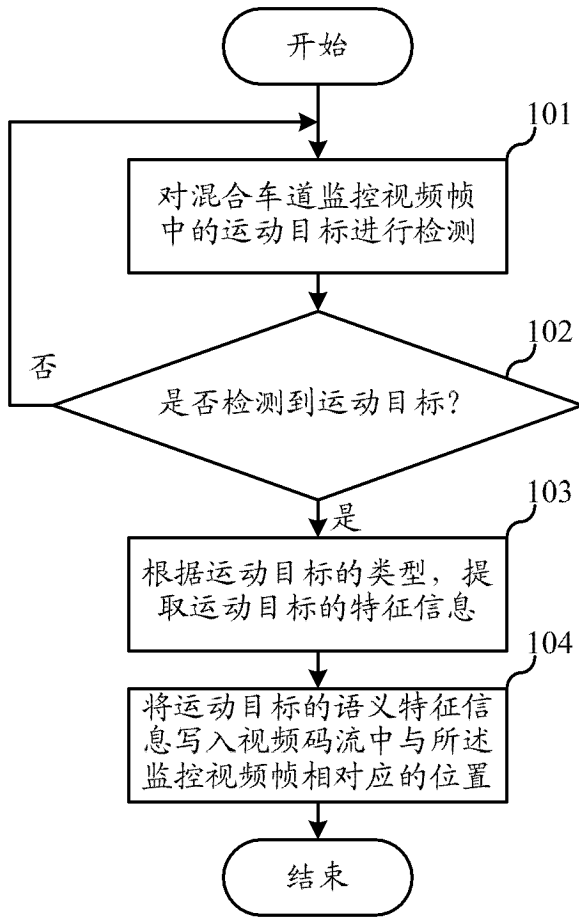 开始
101
对混合车道监控视频帧
中的运动目标进行检测
102
否
是否检测到运动目标?
是
103
根据运动目标的类型，提
取运动目标的特征信息
104
将运动目标的语义特征信
息写入视频码流中与所述
监控视频帧相对应的位置
结束